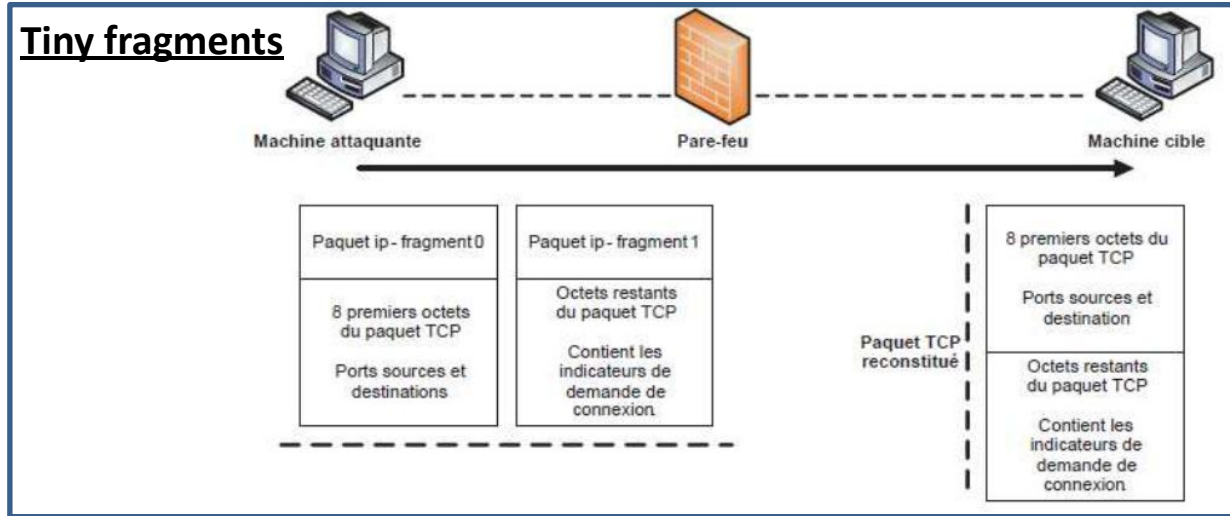 Tiny fragments
Machine attaquante
Pare-feu
Machine cible
Paquet ip - fragment 0
8 premiers octets
du paquet TCP
Ports sources et
destinations
Paquet ip - fragment 1
Octets restants
du paquet TCP
Contient les
indicateurs de
demande de
connexion.
Paquet TCP
reconstitué
8 premiers octets du
paquet TCP
Ports sources et
destination
Octets restants
du paquet TCP
Contient les
indicateurs de
demande de
connexion.